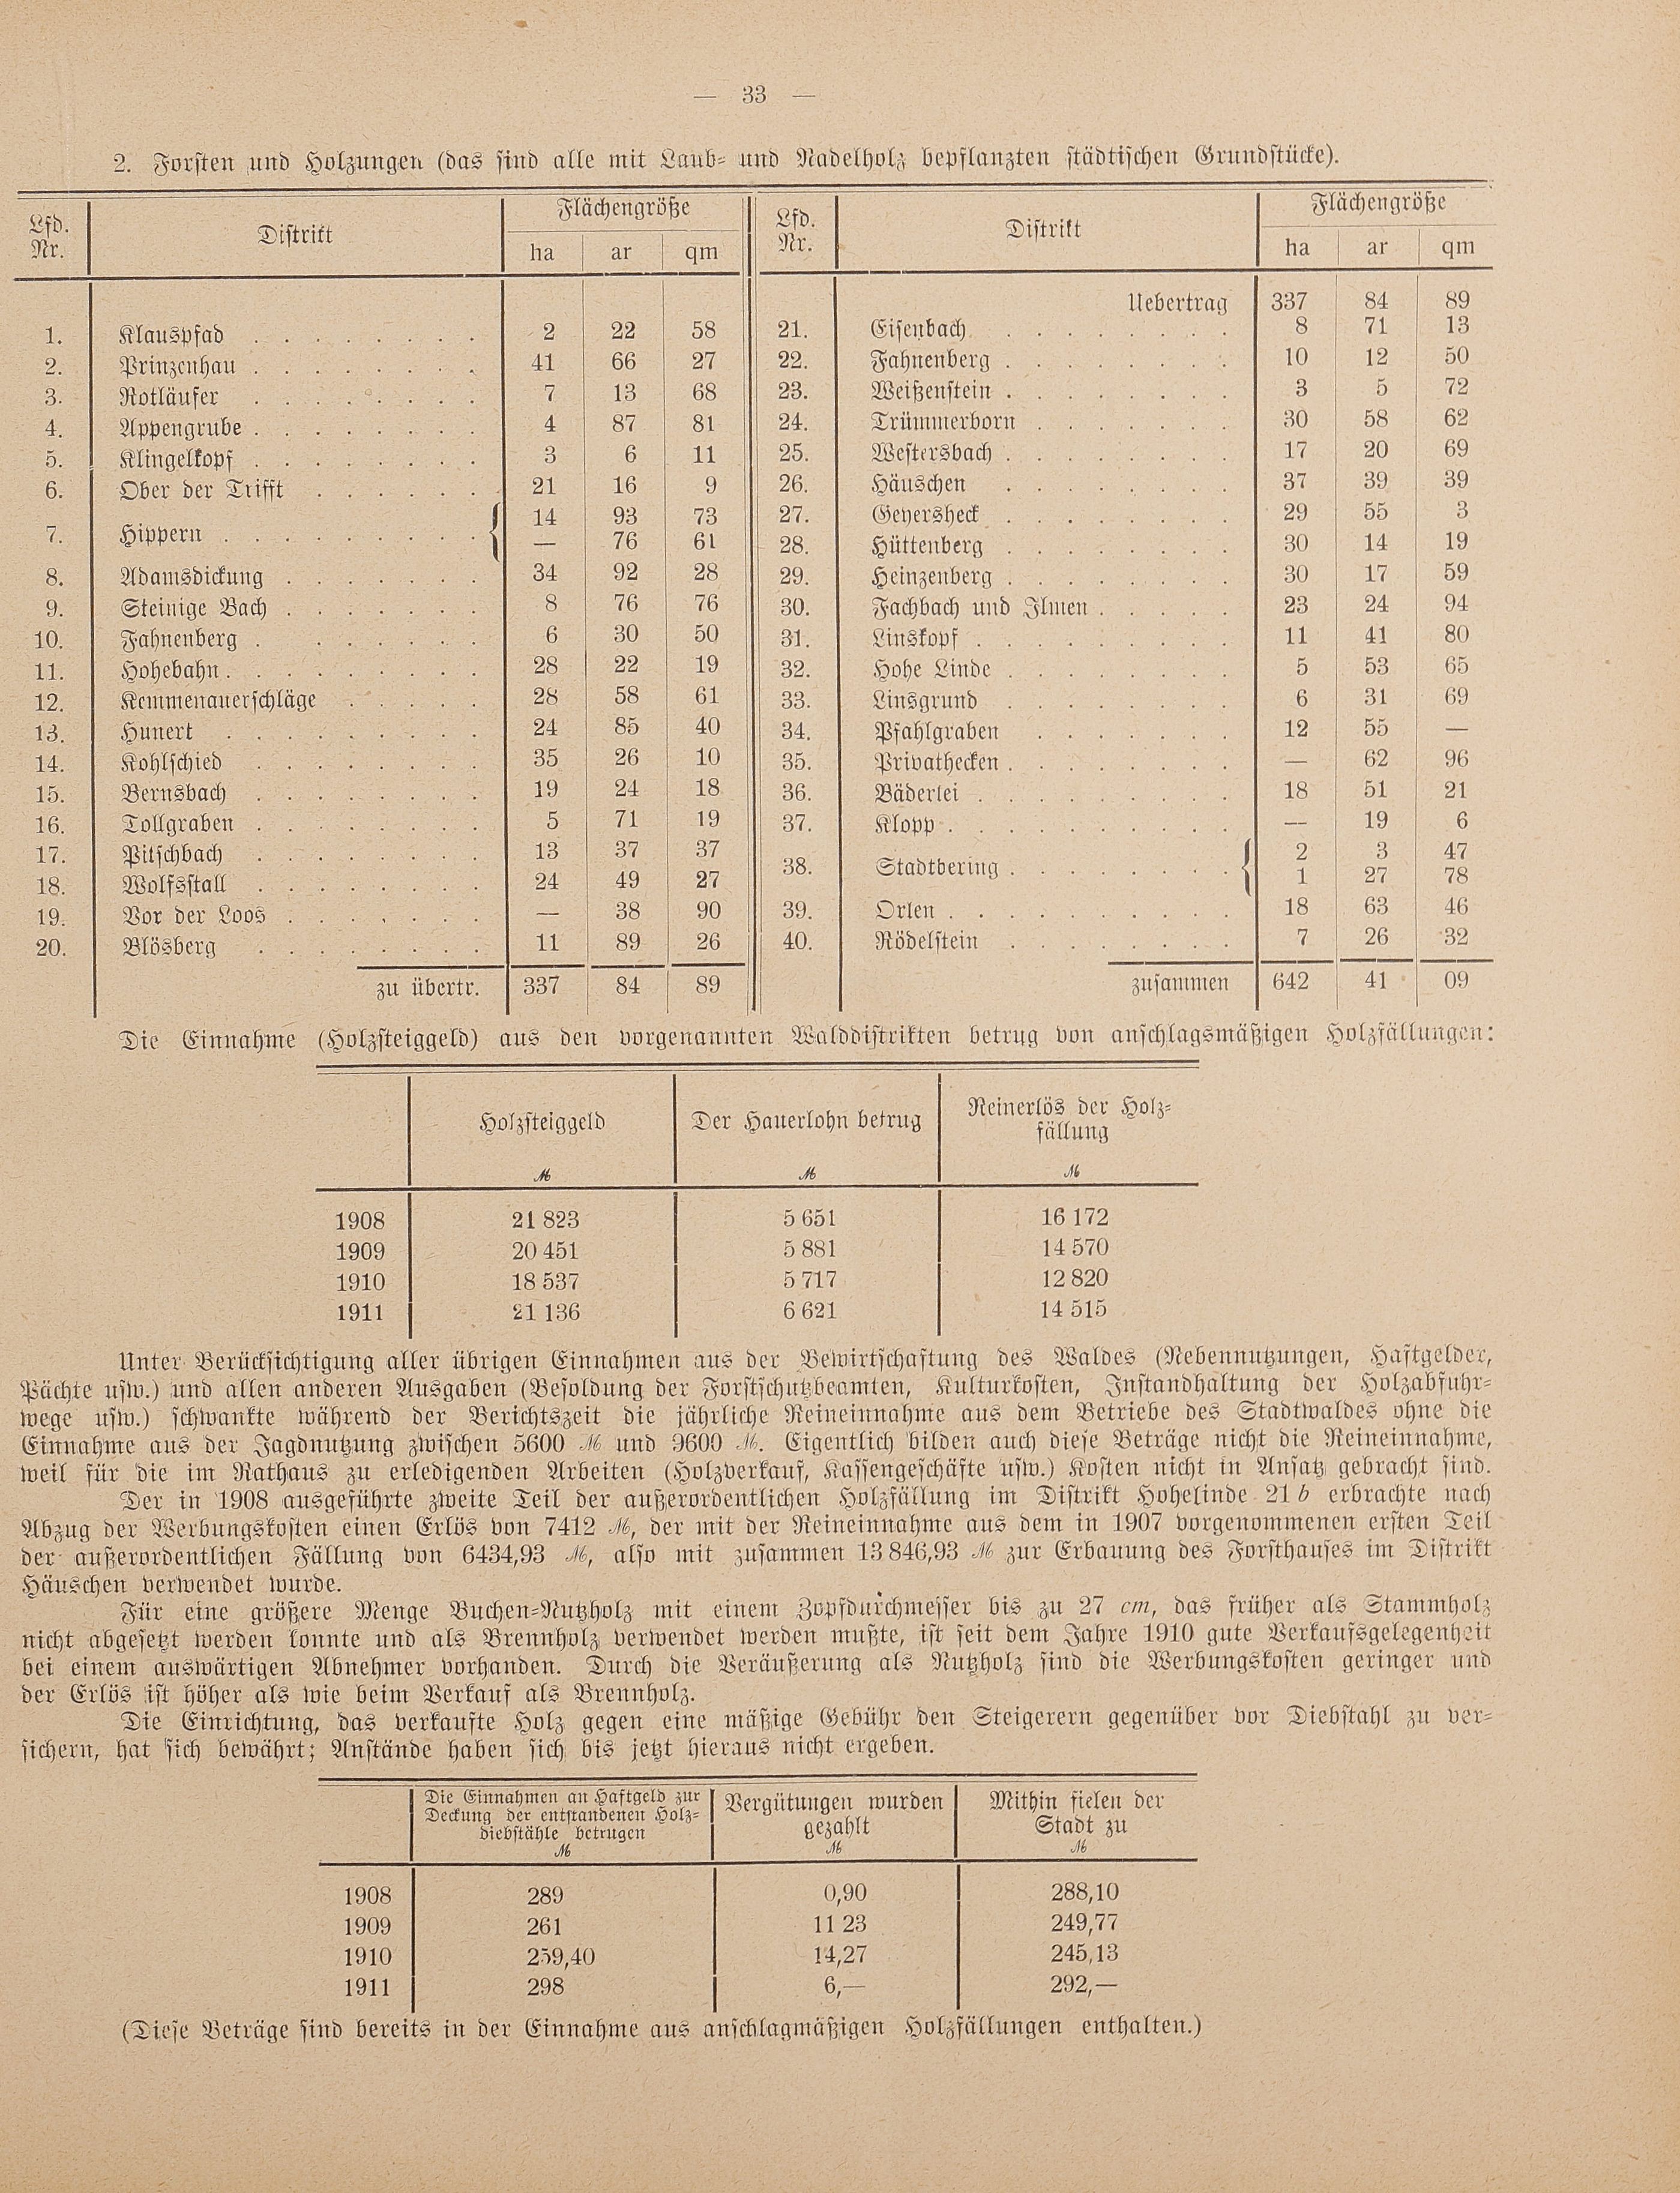 — 33 —
2. Forsten und Holzungen (das sind alle mit Laub- und Nadelholz bepflanzten städtischen Grundstücke).
Lfd. Nr. Distrikt Flächengröße ha ar qm Lfd. Nr. Distrikt Flächengröße ha ar qm
Uebertrag 337 84 89
1. Klauspfad 2 22 58 21. Eisenbach 8 71 13
2. Prinzenhau 41 66 27 22. Fahnenberg 10 12 50
3. Rotläufer 7 13 68 23. Weißenstein 3 5 72
4. Appengrube 4 87 81 24. Trümmerborn 30 58 62
5. Klingelkopf 3 6 11 25. Westersbach 17 20 69
6. Ober der Trifft 21 16 9 26. Häuschen 37 39 39
7. Hippern { 14 93 73 27. Geyersheck 29 55 3
— 76 61 28. Hüttenberg 30 14 19
8. Adamsdickung 34 92 28 29. Heinzenberg 30 17 59
9. Steinige Bach 8 76 76 30. Fachbach und Ilmen 23 24 94
10. Fahnenberg 6 30 50 31. Linskopf 11 41 80
11. Hohebahn 28 22 19 32. Hohe Linde 5 53 65
12. Kemmenauerschläge 28 58 61 33. Linsgrund 6 31 69
13. Hunert 24 85 40 34. Pfahlgraben 12 55 —
14. Kohlschied 35 26 10 35. Privathecken — 62 96
15. Bernsbach 19 24 18 36. Bäderlei 18 51 21
16. Tollgraben 5 71 19 37. Klopp — 19 6
17. Pitschbach 13 37 37 38. Stadtbering { 2 3 47
18. Wolfsstall 24 49 27 1 27 78
19. Vor der Loos — 38 90 39. Orlen 18 63 46
20. Blösberg 11 89 26 40. Rödelstein 7 26 32
zu übertr. 337 84 89 zusammen 642 41 09
Die Einnahme (Holzsteiggeld) aus den vorgenannten Walddistrikten betrug von anschlagsmäßigen Holzfällungen:
Holzsteiggeld ℳ Der Hauerlohn betrug ℳ Reinerlös der Holz-
fällung ℳ
1908 21 823 5 651 16 172
1909 20 451 5 881 14 570
1910 18 537 5 717 12 820
1911 21 136 6 621 14 515
Unter Berücksichtigung aller übrigen Einnahmen aus der Bewirtschaftung des Waldes (Nebennutzungen, Haftgelder,
Pächte usw.) und allen anderen Ausgaben (Besoldung der Forstschutzbeamten, Kulturkosten, Instandhaltung der Holzabfuhr-
wege usw.) schwankte während der Berichtszeit die jährliche Reineinnahme aus dem Betriebe des Stadtwaldes ohne die
Einnahme aus der Jagdnutzung zwischen 5600 ℳ und 9600 ℳ. Eigentlich bilden auch diese Beträge nicht die Reineinnahme,
weil für die im Rathaus zu erledigenden Arbeiten (Holzverkauf, Kassengeschäfte usw.) Kosten nicht in Ansatz gebracht sind.
Der in 1908 ausgeführte zweite Teil der außerordentlichen Holzfällung im Distrikt Hohelinde 21 b erbrachte nach
Abzug der Werbungskosten einen Erlös von 7412 ℳ, der mit der Reineinnahme aus dem in 1907 vorgenommenen ersten Teil
der außerordentlichen Fällung von 6434,93 ℳ, also mit zusammen 13 846,93 ℳ zur Erbauung des Forsthauses im Distrikt
Häuschen verwendet wurde.
Für eine größere Menge Buchen-Nutzholz mit einem Zopfdurchmesser bis zu 27 cm, das früher als Stammholz
nicht abgesetzt werden konnte und als Brennholz verwendet werden mußte, ist seit dem Jahre 1910 gute Verkaufsgelegenheit
bei einem auswärtigen Abnehmer vorhanden. Durch die Veräußerung als Nutzholz sind die Werbungskosten geringer und
der Erlös ist höher als wie beim Verkauf als Brennholz.
Die Einrichtung, das verkaufte Holz gegen eine mäßige Gebühr den Steigerern gegenüber vor Diebstahl zu ver-
sichern, hat sich bewährt; Anstände haben sich bis jetzt hieraus nicht ergeben.
Die Einnahmen an Haftgeld zur
Deckung der entstandenen Holz-
diebstähle betrugen ℳ
Vergütungen wurden
gezahlt ℳ
Mithin fielen der
Stadt zu ℳ
1908 289 0,90 288,10
1909 261 11 23 249,77
1910 259,40 14,27 245,13
1911 298 6,— 292,—
(Diese Beträge sind bereits in der Einnahme aus anschlagmäßigen Holzfällungen enthalten.)